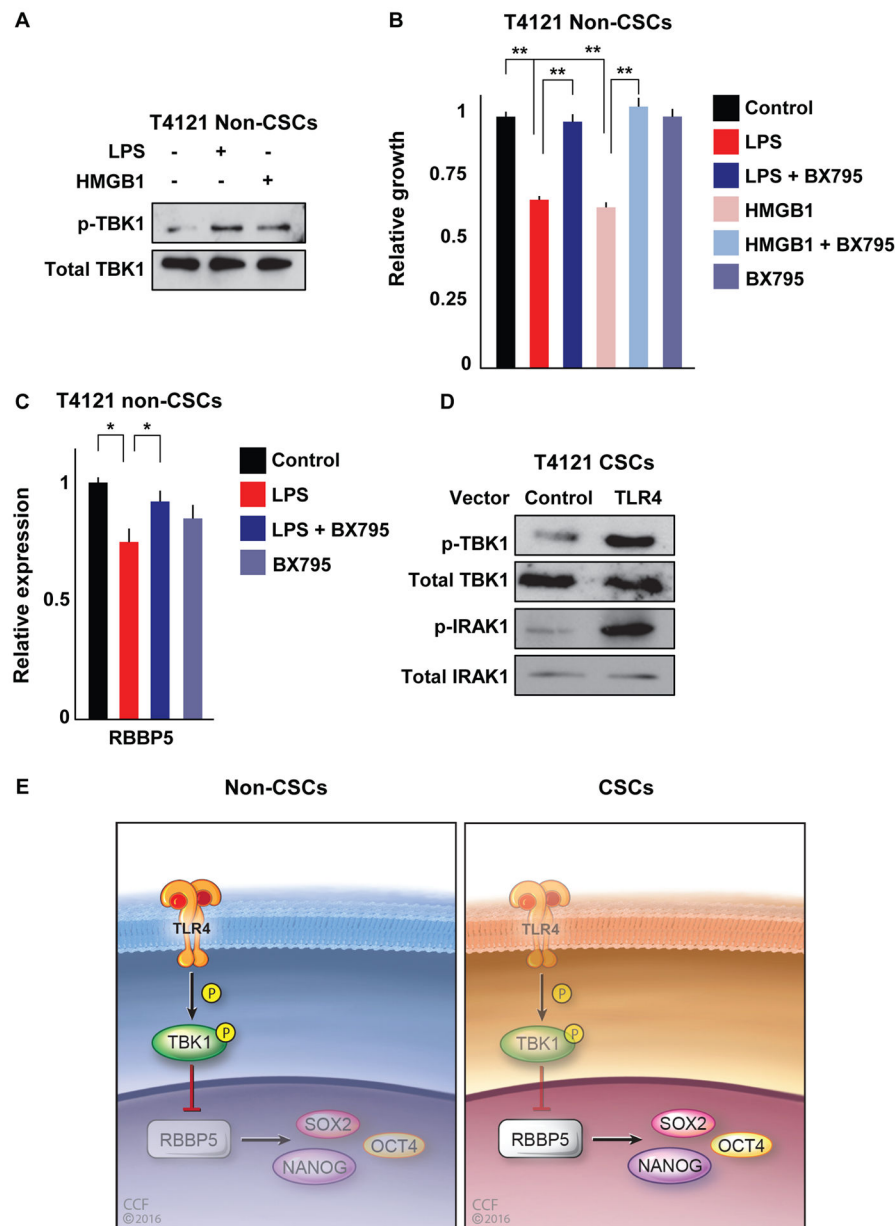 A
T4121 Non-CSCs
LPS - + -
HMGB1 - - +
p-TBK1
Total TBK1
B
T4121 Non-CSCs
** **
** **
Relative growth
1
0.75
0.5
0.25
0
Control
LPS
LPS + BX795
HMGB1
HMGB1 + BX795
BX795
C
T4121 non-CSCs
* *
Relative expression
1
0.5
0
RBBP5
Control
LPS
LPS + BX795
BX795
D
T4121 CSCs
Vector Control TLR4
p-TBK1
Total TBK1
p-IRAK1
Total IRAK1
E
Non-CSCs
TLR4
P
TBK1 P
RBBP5
SOX2
OCT4
NANOG
CCF
©2016
CSCs
TLR4
P
TBK1 P
RBBP5
SOX2
OCT4
NANOG
CCF
©2016